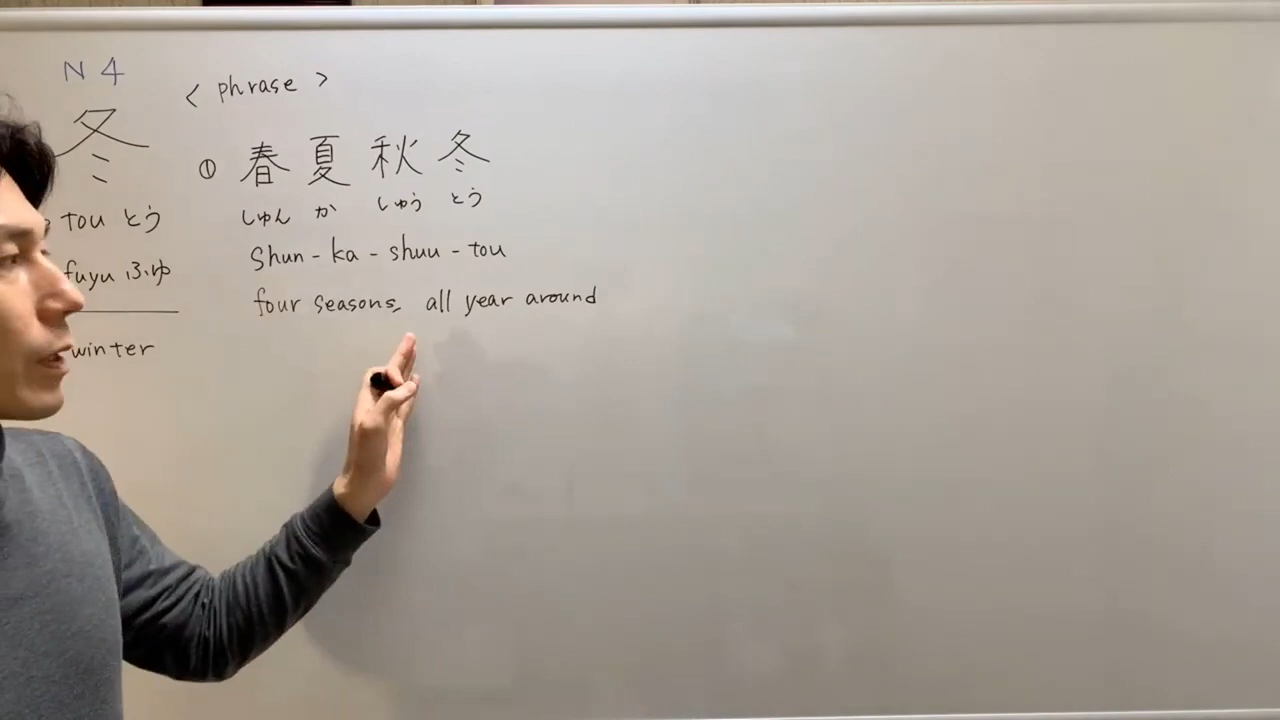 N4
冬
tou とう
fuyu ふゆ
winter
< phrase >
① 春夏秋冬
しゅん か しゅう とう
Shun - ka - shuu - tou
four seasons, all year around